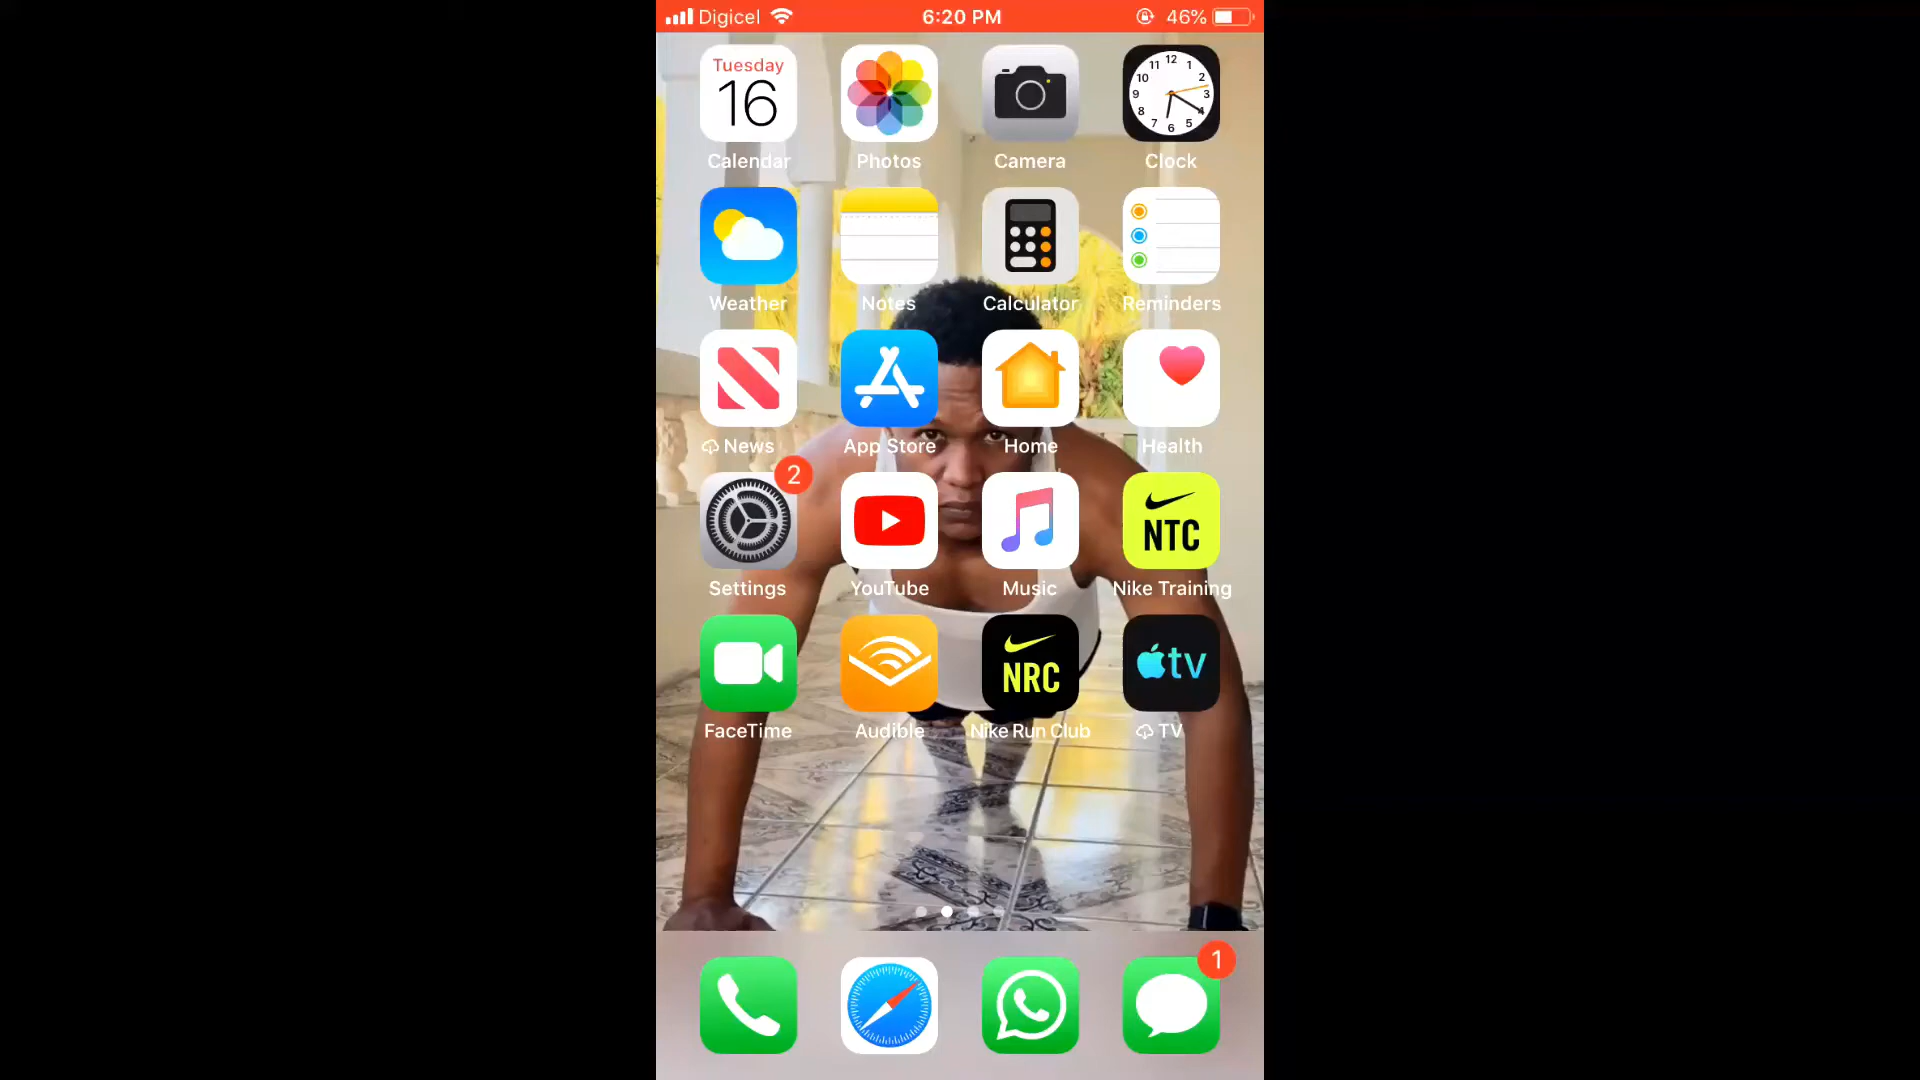 Digicel 6:20 PM 46%
Tuesday
16
12 1 2 3 4 5 6 7 8 9 10 11
Calendar Photos Camera Clock
Weather Notes Calculator Reminders
News App Store Home Health
2
NTC
Settings YouTube Music Nike Training
NRC tv
FaceTime Audible Nike Run Club TV
1